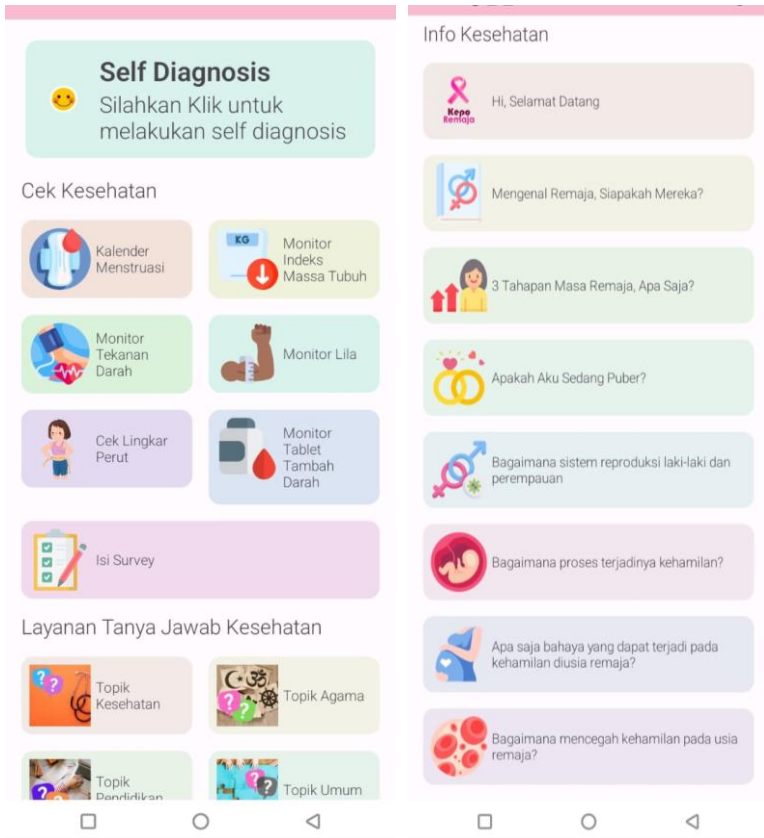 Self Diagnosis
Silahkan Klik untuk
melakukan self diagnosis
Cek Kesehatan
Kalender
Menstruasi
KG
Monitor
Indeks
Massa Tubuh
Monitor
Tekanan
Darah
Monitor Lila
Cek Lingkar
Perut
Monitor
Tablet
Tambah
Darah
Isi Survey
Layanan Tanya Jawab Kesehatan
Topik
Kesehatan
Topik Agama
Topik
Pendidikan
Topik Umum
Info Kesehatan
Kepo
Remaja
Hi, Selamat Datang
Mengenal Remaja, Siapakah Mereka?
3 Tahapan Masa Remaja, Apa Saja?
Apakah Aku Sedang Puber?
Bagaimana sistem reproduksi laki-laki dan
perempauan
Bagaimana proses terjadinya kehamilan?
Apa saja bahaya yang dapat terjadi pada
kehamilan diusia remaja?
Bagaimana mencegah kehamilan pada usia
remaja?